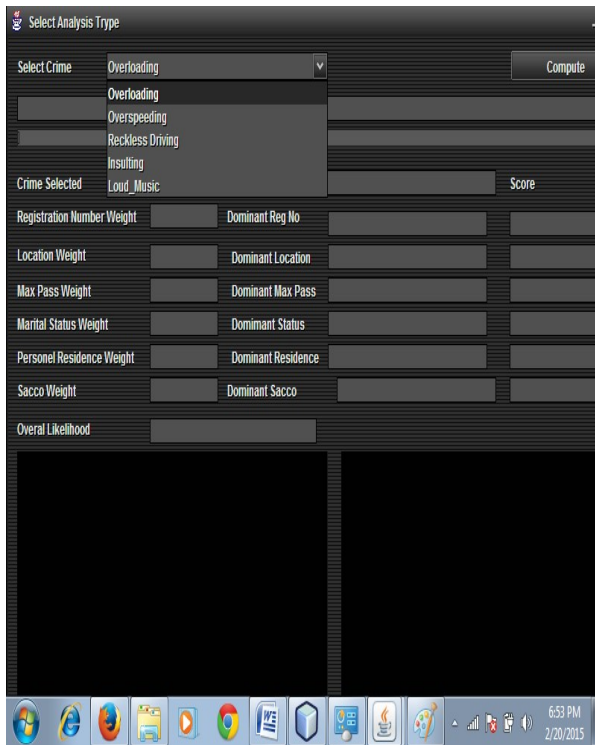 Select Analysis Trype
Select Crime Overloading Compute
Overloading
Overspeeding
Reckless Driving
Insulting
Loud_Music
Crime Selected Score
Registration Number Weight Dominant Reg No
Location Weight Dominant Location
Max Pass Weight Dominant Max Pass
Marital Status Weight Domimant Status
Personel Residence Weight Dominant Residence
Sacco Weight Dominant Sacco
Overal Likelihood
6:53 PM
2/20/2015